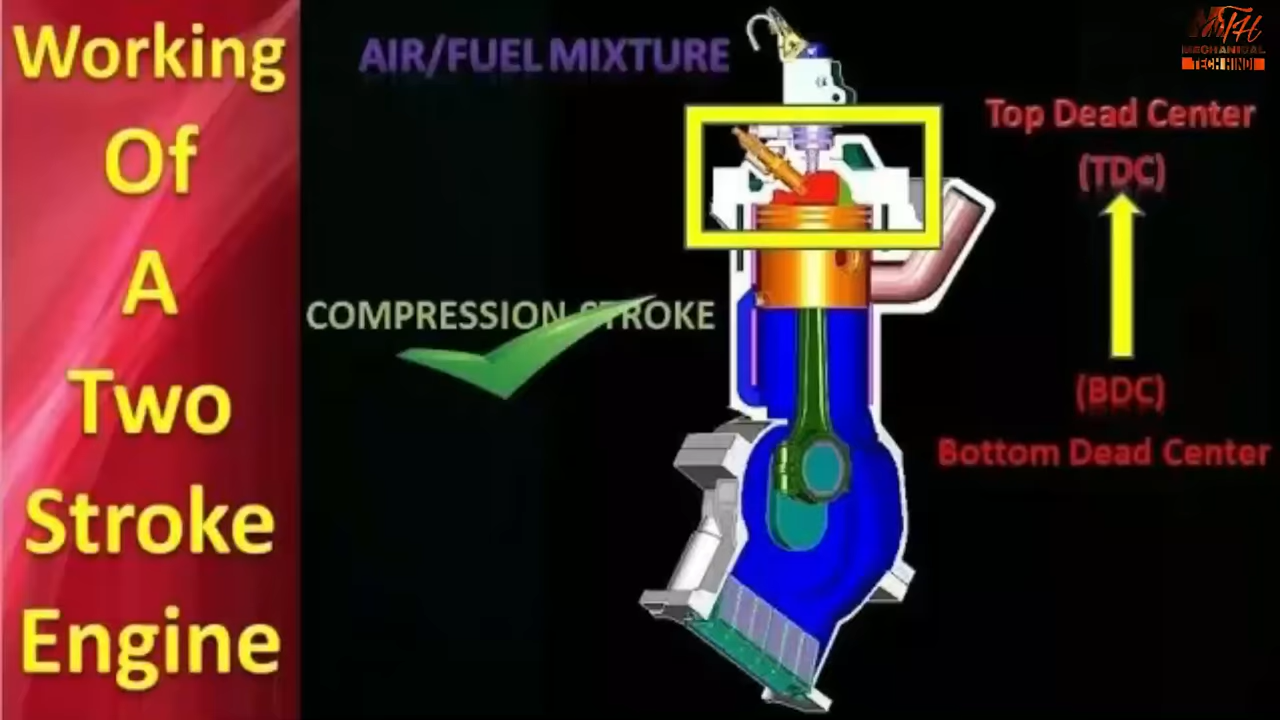 Working
Of
A
Two
Stroke
Engine
AIR/FUEL MIXTURE
COMPRESSION STROKE
Top Dead Center
(TDC)
(BDC)
Bottom Dead Center
MTH
MECHANICAL
TECH HINDI